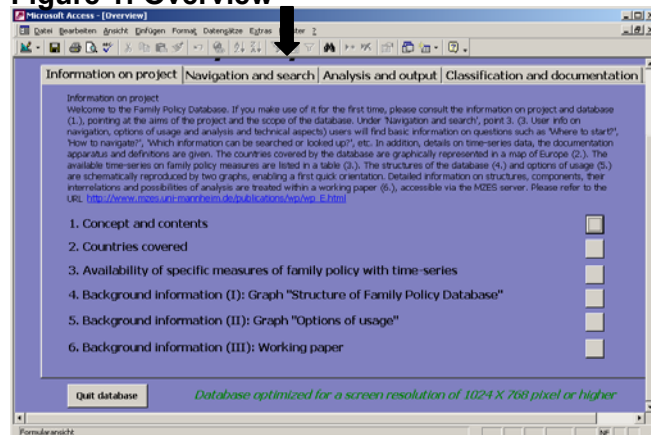 Figure 1: Overview
Microsoft Access - [Overview]
Datei Bearbeiten Ansicht Einfügen Format Datensätze Extras ?
Information on project Navigation and search Analysis and output Classification and documentation
Information on project
Welcome to the Family Policy Database. If you make use of it for the first time, please consult the information on project and database
(1.), pointing at the aims of the project and the scope of the database. Under 'Navigation and search', point 3. (3. User info on
navigation, options of usage and analysis and technical aspects) users will find basic information on questions such as 'Where to start?',
'How to navigate?', 'Which information can be searched or looked up?', etc. In addition, details on time-series data, the documentation
apparatus and definitions are given. The countries covered by the database are graphically represented in a map of Europe (2.). The
available time-series on family policy measures are listed in a table (3.). The structures of the database (4.) and options of usage (5.)
are schematically reproduced by two graphs, enabling a first quick orientation. Detailed information on structures, components, their
interrelations and possibilities of analysis are treated within a working paper (6.), accessible via the MZES server. Please refer to the
URL http://www.mzes.uni-mannheim.de/publications/wp/wp_E.html
1. Concept and contents
2. Countries covered
3. Availability of specific measures of family policy with time-series
4. Background information (I): Graph "Structure of Family Policy Database"
5. Background information (II): Graph "Options of usage"
6. Background information (III): Working paper
Quit database Database optimized for a screen resolution of 1024 X 768 pixel or higher
Formularansicht NF